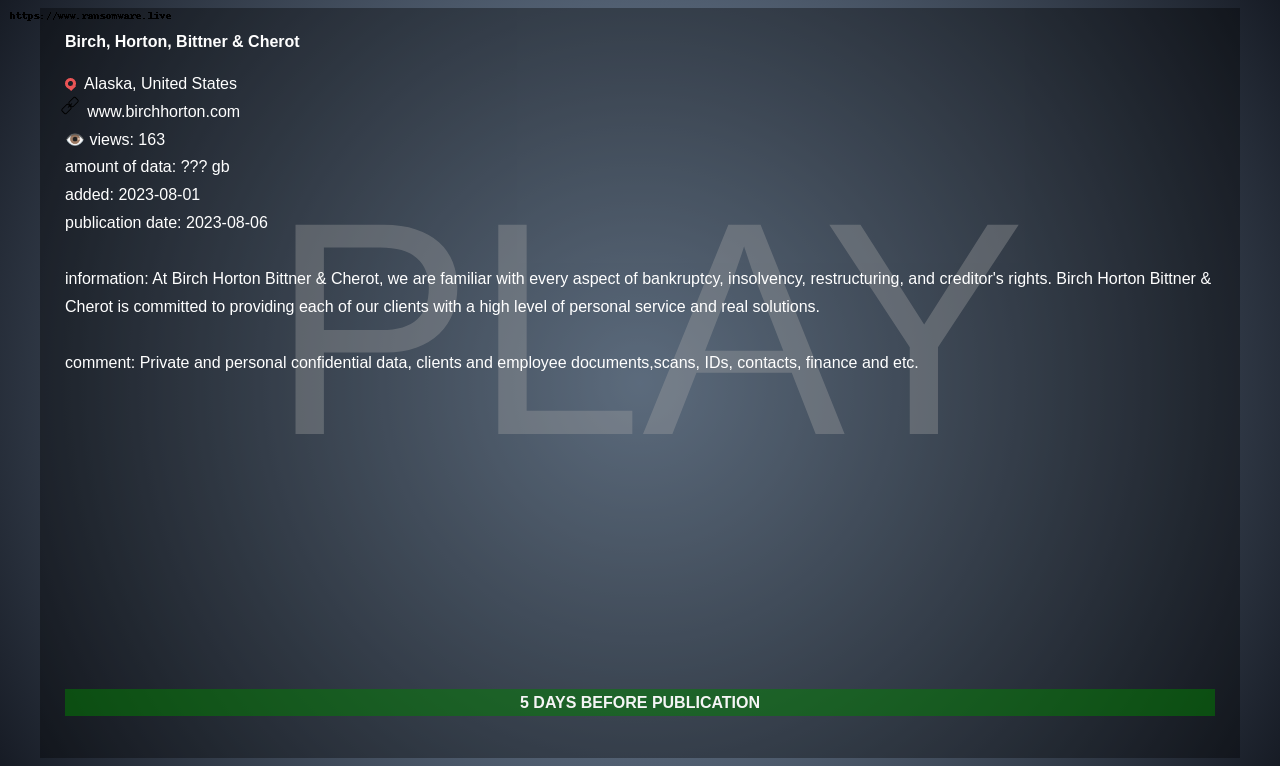 https://www.ransomware.live
Birch, Horton, Bittner & Cherot
Alaska, United States
www.birchhorton.com
views: 163
amount of data: ??? gb
added: 2023-08-01
publication date: 2023-08-06
PLAY
information: At Birch Horton Bittner & Cherot, we are familiar with every aspect of bankruptcy, insolvency, restructuring, and creditor's rights. Birch Horton Bittner &
Cherot is committed to providing each of our clients with a high level of personal service and real solutions.
comment: Private and personal confidential data, clients and employee documents,scans, IDs, contacts, finance and etc.
5 DAYS BEFORE PUBLICATION